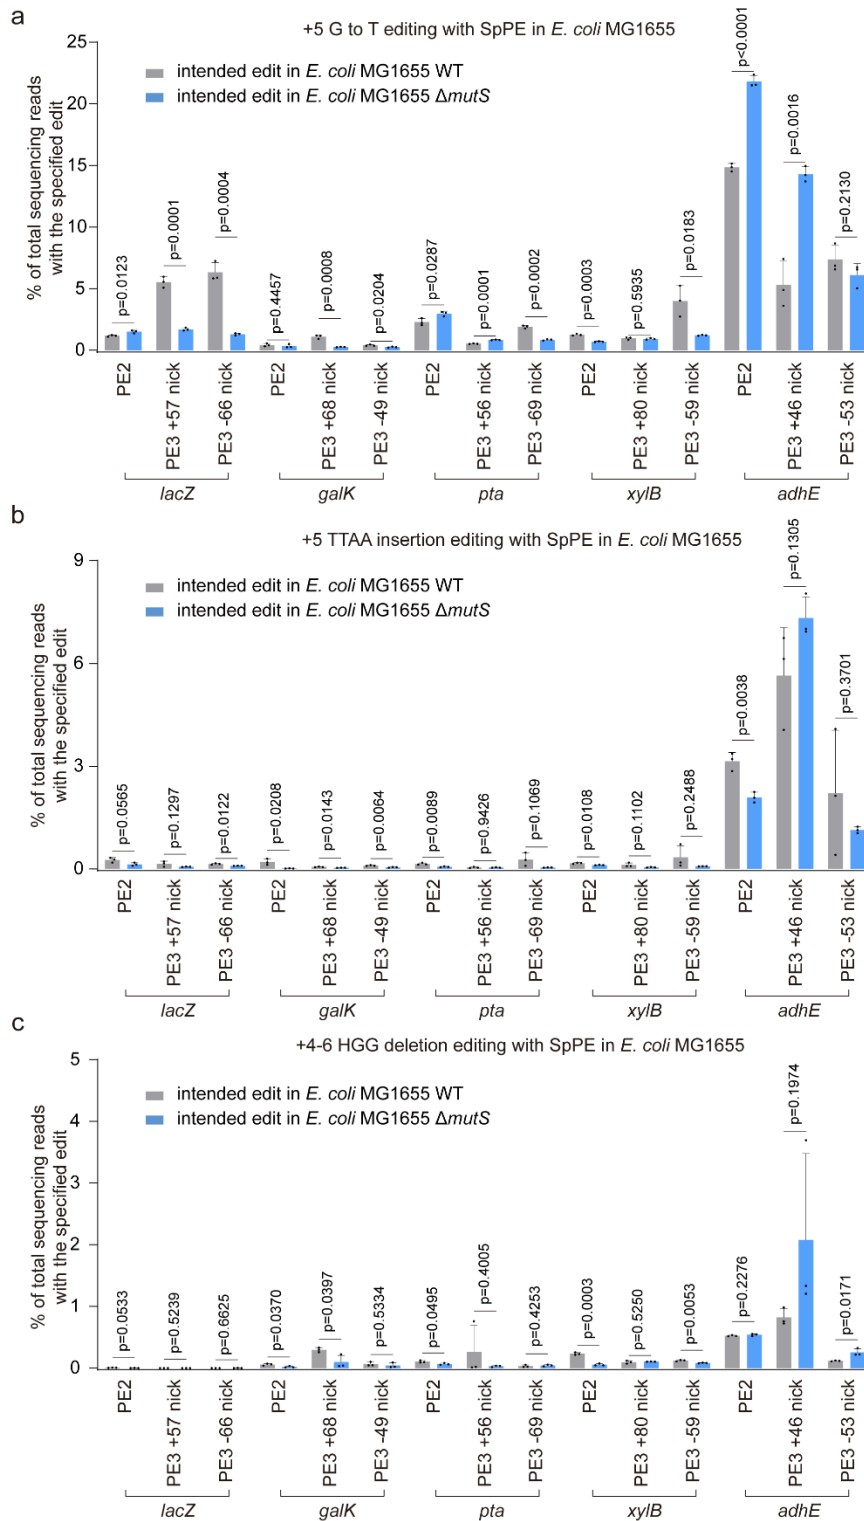 a
+5 G to T editing with SpPE in E. coli MG1655
% of total sequencing reads
with the specified edit
25
20
15
10
5
0
intended edit in E. coli MG1655 WT
intended edit in E. coli MG1655 ΔmutS
p=0.0123
p=0.0001
p=0.0004
p=0.4457
p=0.0008
p=0.0204
p=0.0287
p=0.0001
p=0.0002
p=0.0003
p=0.5935
p=0.0183
p<0.0001
p=0.0016
p=0.2130
PE2
PE3 +57 nick
PE3 -66 nick
PE2
PE3 +68 nick
PE3 -49 nick
PE2
PE3 +56 nick
PE3 -69 nick
PE2
PE3 +80 nick
PE3 -59 nick
PE2
PE3 +46 nick
PE3 -53 nick
lacZ
galK
pta
xylB
adhE
b
+5 TTAA insertion editing with SpPE in E. coli MG1655
% of total sequencing reads
with the specified edit
9
6
3
0
intended edit in E. coli MG1655 WT
intended edit in E. coli MG1655 ΔmutS
p=0.0565
p=0.1297
p=0.0122
p=0.0208
p=0.0143
p=0.0064
p=0.0089
p=0.9426
p=0.1069
p=0.0108
p=0.1102
p=0.2488
p=0.0038
p=0.1305
p=0.3701
PE2
PE3 +57 nick
PE3 -66 nick
PE2
PE3 +68 nick
PE3 -49 nick
PE2
PE3 +56 nick
PE3 -69 nick
PE2
PE3 +80 nick
PE3 -59 nick
PE2
PE3 +46 nick
PE3 -53 nick
lacZ
galK
pta
xylB
adhE
c
+4-6 HGG deletion editing with SpPE in E. coli MG1655
% of total sequencing reads
with the specified edit
5
4
3
2
1
0
intended edit in E. coli MG1655 WT
intended edit in E. coli MG1655 ΔmutS
p=0.0533
p=0.5239
p=0.6625
p=0.0370
p=0.0397
p=0.5334
p=0.0495
p=0.4005
p=0.4253
p=0.0003
p=0.5250
p=0.0053
p=0.2276
p=0.1974
p=0.0171
PE2
PE3 +57 nick
PE3 -66 nick
PE2
PE3 +68 nick
PE3 -49 nick
PE2
PE3 +56 nick
PE3 -69 nick
PE2
PE3 +80 nick
PE3 -59 nick
PE2
PE3 +46 nick
PE3 -53 nick
lacZ
galK
pta
xylB
adhE